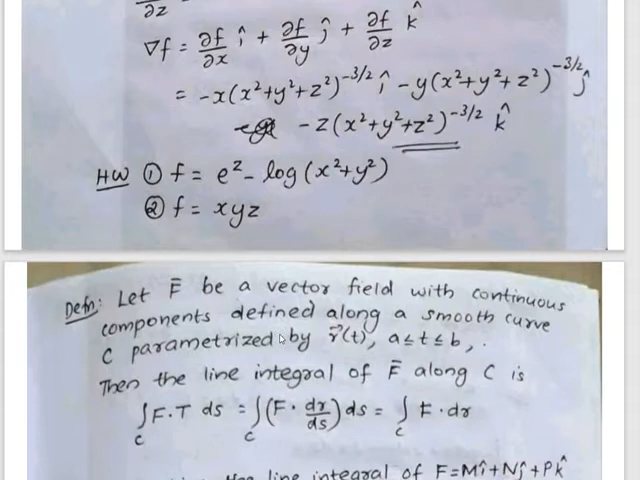 ∂z
∇f = ∂f/∂x î + ∂f/∂y ĵ + ∂f/∂z k̂
= -x(x²+y²+z²)^-3/2 î - y(x²+y²+z²)^-3/2 ĵ
- z(x²+y²+z²)^-3/2 k̂
HW ① f = e^z - log(x²+y²)
② f = xyz
Defn: Let F̄ be a vector field with continuous
components defined along a smooth curve
C parametrized by r⃗(t), a≤t≤b, .
Then the line integral of F̄ along C is
∫_C F·T ds = ∫_C (F· dr/ds) ds = ∫_C F·dr
the line integral of F=Mî+Nĵ+Pk̂